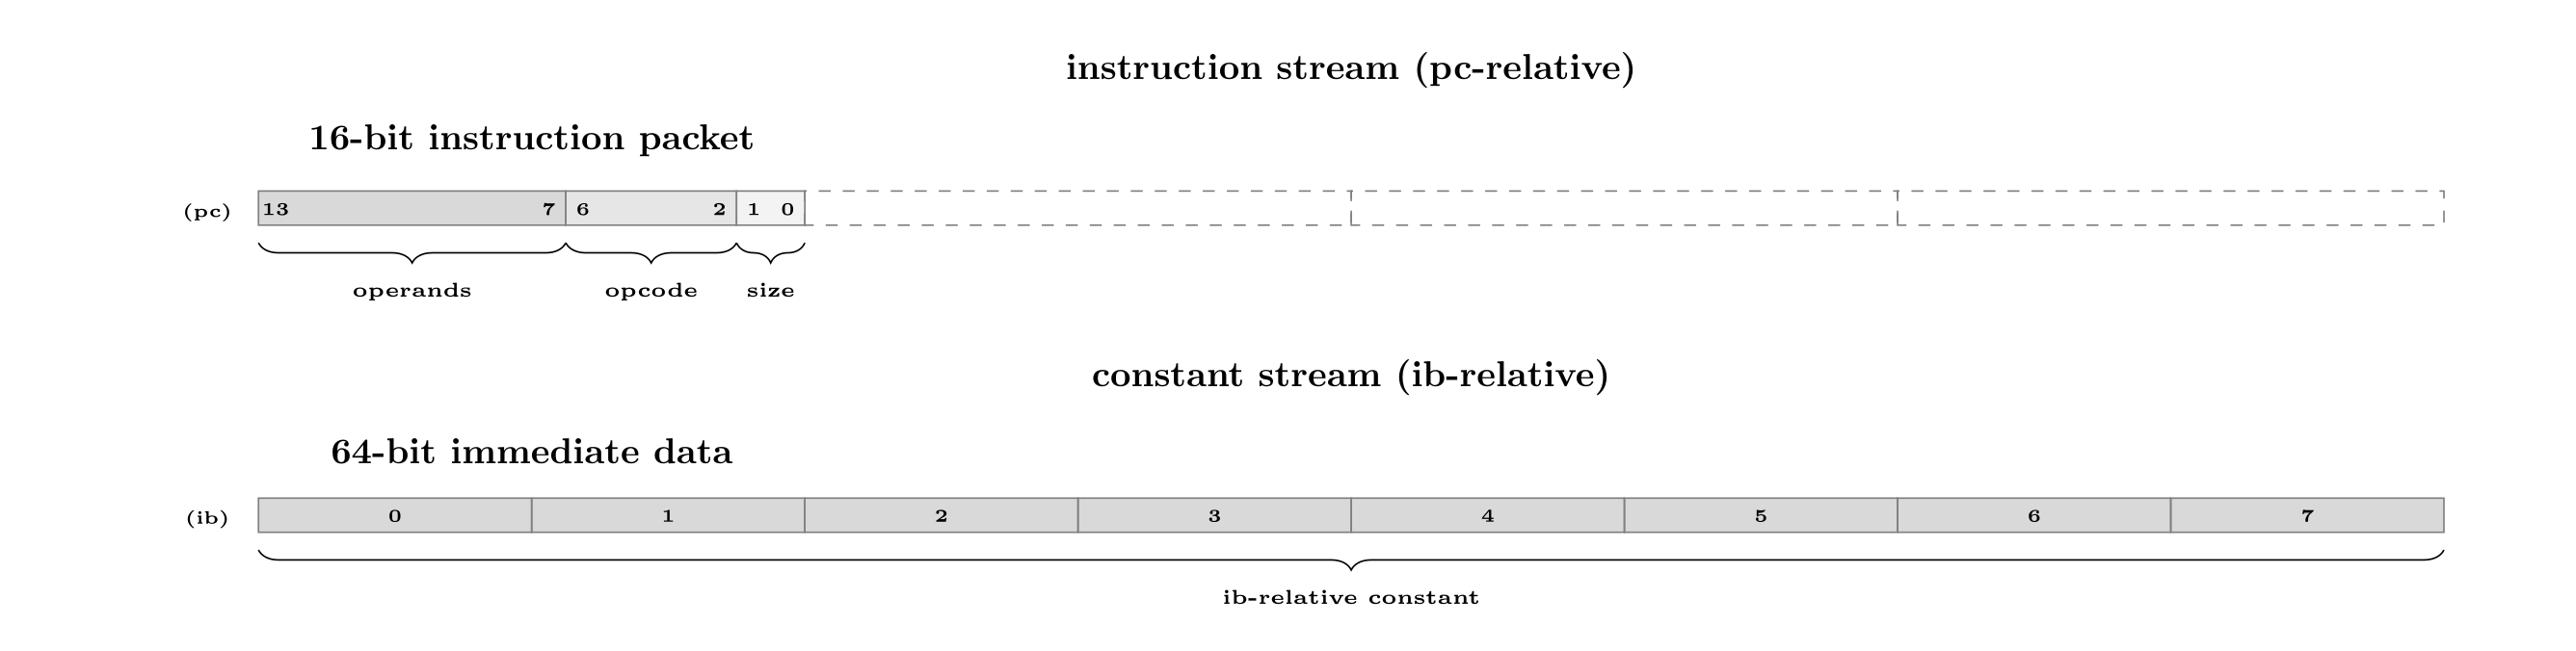 instruction stream (pc-relative)
16-bit instruction packet
(pc) 13 7 6 2 1 0
operands opcode size
constant stream (ib-relative)
64-bit immediate data
(ib) 0 1 2 3 4 5 6 7
ib-relative constant